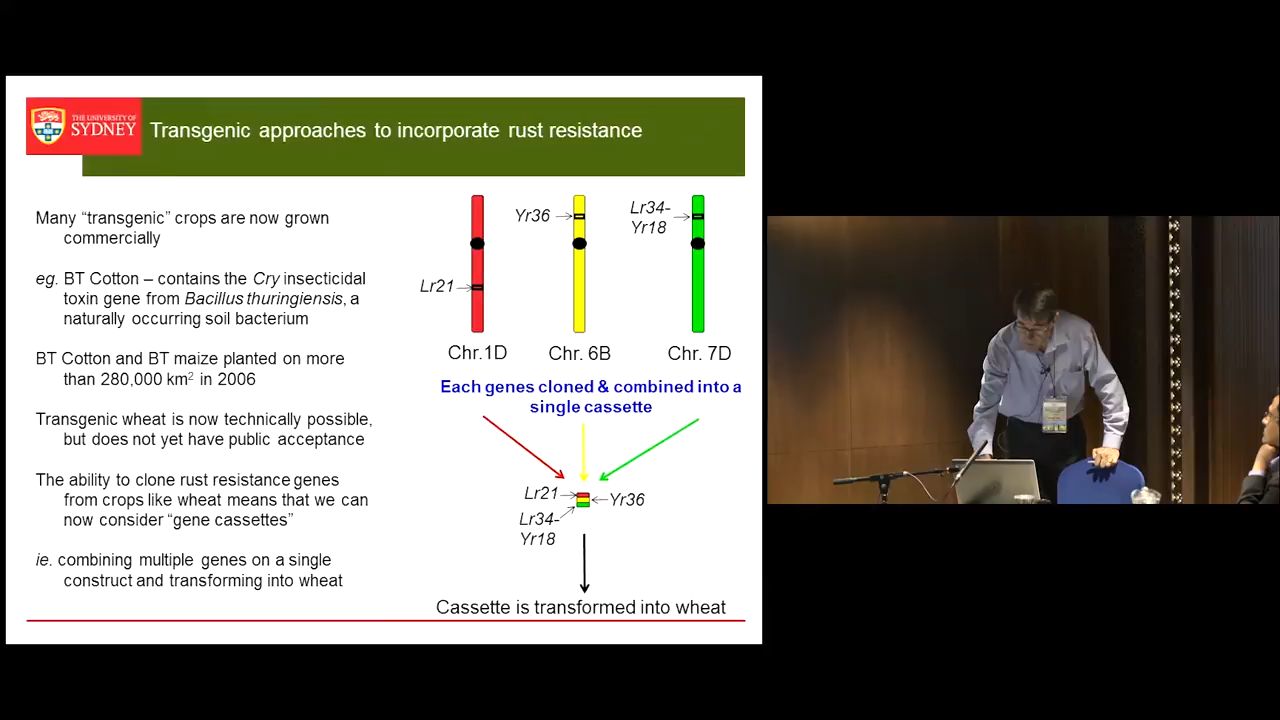 THE UNIVERSITY OF
SYDNEY
Transgenic approaches to incorporate rust resistance
Many “transgenic” crops are now grown
commercially
eg. BT Cotton – contains the Cry insecticidal
toxin gene from Bacillus thuringiensis, a
naturally occurring soil bacterium
BT Cotton and BT maize planted on more
than 280,000 km² in 2006
Transgenic wheat is now technically possible,
but does not yet have public acceptance
The ability to clone rust resistance genes
from crops like wheat means that we can
now consider “gene cassettes”
ie. combining multiple genes on a single
construct and transforming into wheat
Lr21
Yr36
Lr34-
Yr18
Chr.1D
Chr. 6B
Chr. 7D
Each genes cloned & combined into a
single cassette
Lr21
Yr36
Lr34-
Yr18
Cassette is transformed into wheat